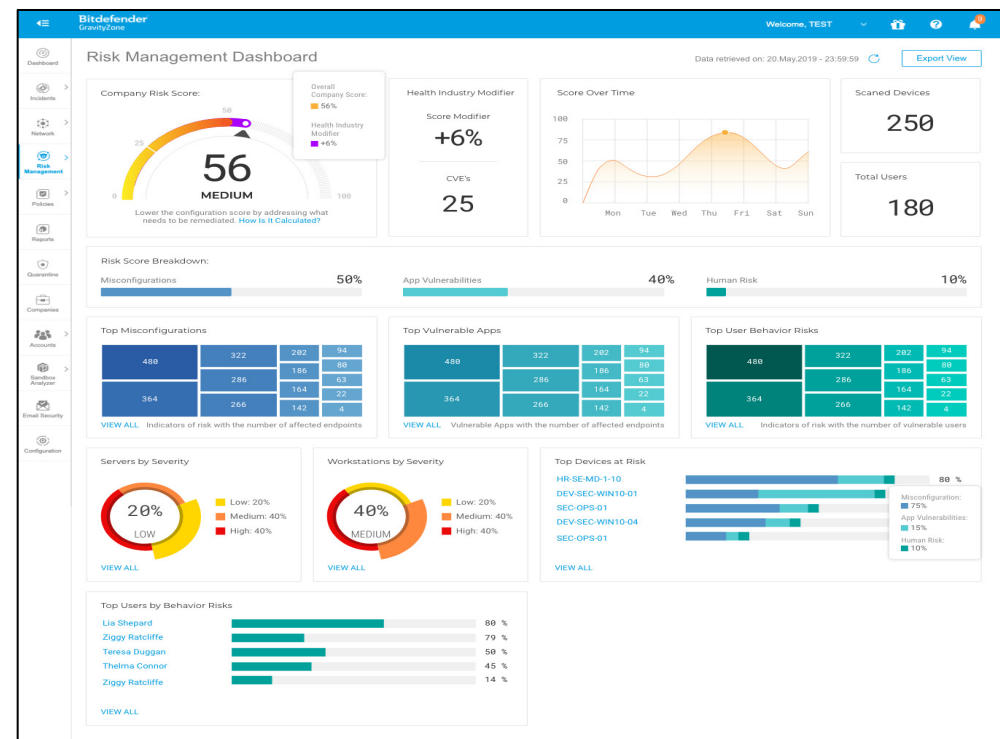 Bitdefender
GravityZone
Welcome, TEST
9
Dashboard
Incidents
Network
Risk
Management
Policies
Reports
Quarantine
Companies
Accounts
Sandbox
Analyzer
Email Security
Configuration
Risk Management Dashboard
Data retrieved on: 20.May.2019 - 23:59:59
Export View
Company Risk Score:
0
25
50
100
56
MEDIUM
Lower the configuration score by addressing what
needs to be remediated. How Is It Calculated?
Overall
Company Score:
56%
Health Industry
Modifier
+6%
Health Industry Modifier
Score Modifier
+6%
CVE's
25
Score Over Time
100
75
50
25
0
Mon Tue Wed Thu Fri Sat Sun
Scaned Devices
250
Total Users
180
Risk Score Breakdown:
Misconfigurations 50%
App Vulnerabilities 40%
Human Risk 10%
Top Misconfigurations
480 322 202 94
80
186
286 63
364 164 22
266 142 4
VIEW ALL Indicators of risk with the number of affected endpoints
Top Vulnerable Apps
480 322 202 94
80
186
286 63
364 164 22
266 142 4
VIEW ALL Vulnerable Apps with the number of affected endpoints
Top User Behavior Risks
480 322 202 94
80
186
286 63
364 164 22
266 142 4
VIEW ALL Indicators of risk with the number of vulnerable users
Servers by Severity
20%
LOW
Low: 20%
Medium: 40%
High: 40%
VIEW ALL
Workstations by Severity
40%
MEDIUM
Low: 20%
Medium: 40%
High: 40%
VIEW ALL
Top Devices at Risk
HR-SE-MD-1-10 80 %
DEV-SEC-WIN10-01
SEC-OPS-01
DEV-SEC-WIN10-04
SEC-OPS-01
Misconfiguration:
75%
App Vulnerabilities:
15%
Human Risk:
10%
VIEW ALL
Top Users by Behavior Risks
Lia Shepard 80 %
Ziggy Ratcliffe 79 %
Teresa Duggan 50 %
Thelma Connor 45 %
Ziggy Ratcliffe 14 %
VIEW ALL